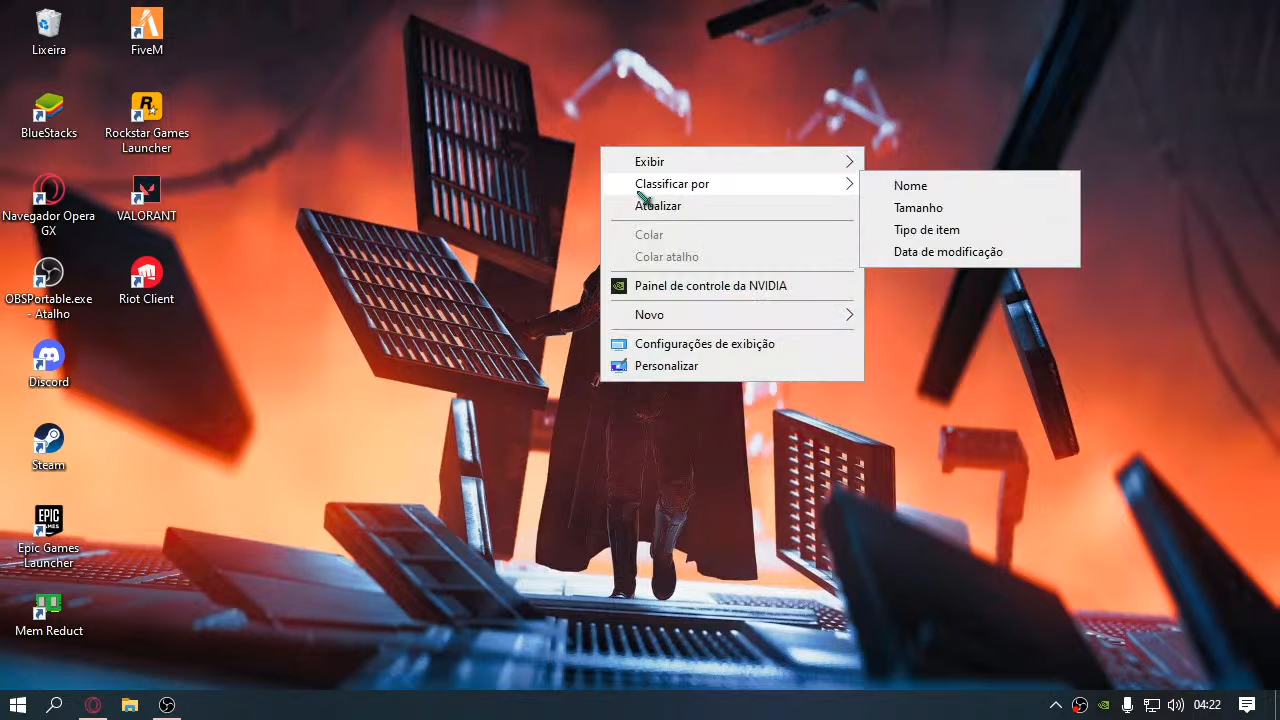 Lixeira
FiveM
BlueStacks
Rockstar Games
Launcher
Navegador Opera
GX
VALORANT
OBSPortable.exe
- Atalho
Riot Client
Discord
Steam
EPIC
GAMES
Epic Games
Launcher
Mem Reduct
Exibir
Classificar por
Atualizar
Colar
Colar atalho
Painel de controle da NVIDIA
Novo
Configurações de exibição
Personalizar
Nome
Tamanho
Tipo de item
Data de modificação
04:22